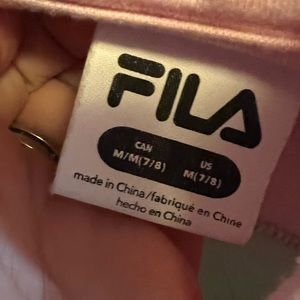 FILA
CAN US
M/M(7/8) M(7/8)
made in China/fabriqué en Chine
hecho en China